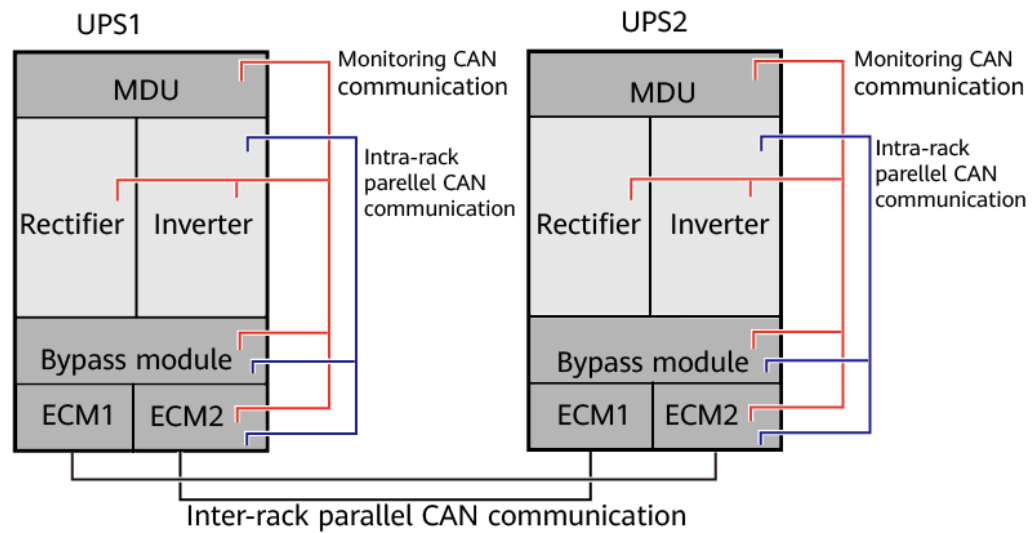 UPS1
UPS2
MDU
Monitoring CAN
communication
Intra-rack
parellel CAN
communication
Rectifier
Inverter
Bypass module
ECM1
ECM2
MDU
Monitoring CAN
communication
Intra-rack
parellel CAN
communication
Rectifier
Inverter
Bypass module
ECM1
ECM2
Inter-rack parallel CAN communication